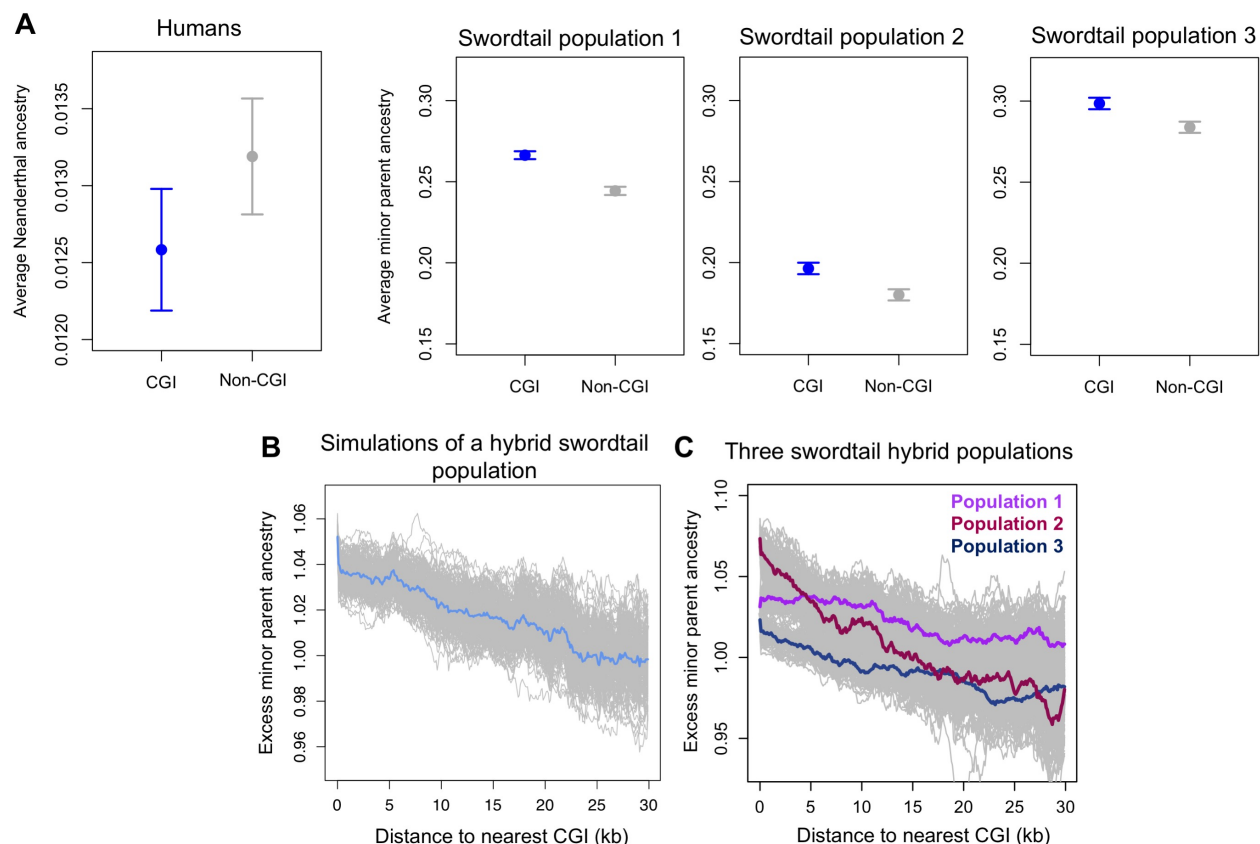 A
Humans
Average Neanderthal ancestry
0.0135
0.0130
0.0125
0.0120
CGI
Non-CGI
Swordtail population 1
Average minor parent ancestry
0.30
0.25
0.20
0.15
CGI
Non-CGI
Swordtail population 2
0.30
0.25
0.20
0.15
CGI
Non-CGI
Swordtail population 3
0.30
0.25
0.20
0.15
CGI
Non-CGI
B
Simulations of a hybrid swordtail
population
Excess minor parent ancestry
1.06
1.04
1.02
1.00
0.98
0.96
0 5 10 15 20 25 30
Distance to nearest CGI (kb)
C
Three swordtail hybrid populations
Excess minor parent ancestry
1.10
1.05
1.00
0.95
Population 1
Population 2
Population 3
0 5 10 15 20 25 30
Distance to nearest CGI (kb)